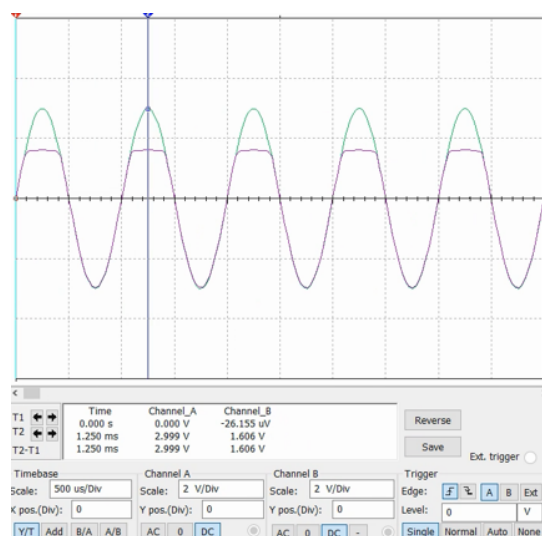 Time Channel_A Channel_B
T1 0.000 s 0.000 V -26.155 uV
T2 1.250 ms 2.999 V 1.606 V
T2-T1 1.250 ms 2.999 V 1.606 V
Reverse
Save
Ext. trigger
Timebase
Scale: 500 us/Div
X pos.(Div): 0
Y/T Add B/A A/B
Channel A
Scale: 2 V/Div
Y pos.(Div): 0
AC 0 DC
Channel B
Scale: 2 V/Div
Y pos.(Div): 0
AC 0 DC -
Trigger
Edge: A B Ext
Level: 0 V
Single Normal Auto None